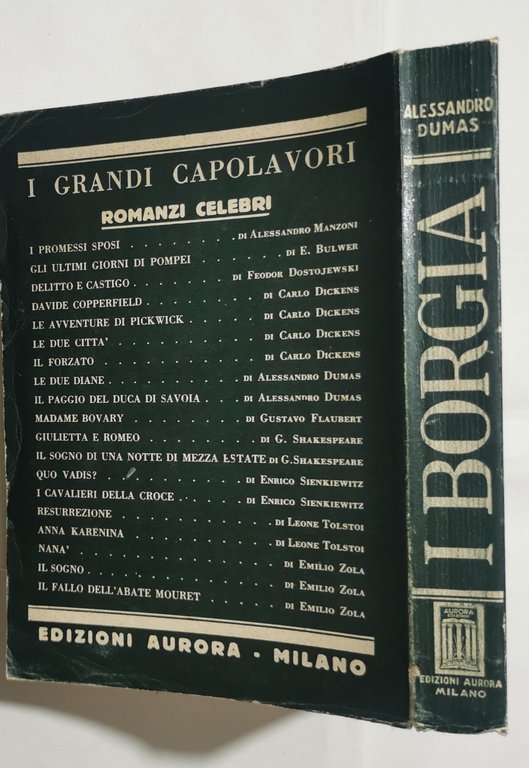 I GRANDI CAPOLAVORI
ROMANZI CELEBRI
I PROMESSI SPOSI . . . . . . . . . . DI ALESSANDRO MANZONI
GLI ULTIMI GIORNI DI POMPEI . . . . . . . DI E. BULWER
DELITTO E CASTIGO . . . . . . . . DI FEODOR DOSTOJEWSKI
DAVIDE COPPERFIELD . . . . . . . . . DI CARLO DICKENS
LE AVVENTURE DI PICKWICK . . . . . . DI CARLO DICKENS
LE DUE CITTA' . . . . . . . . . . . DI CARLO DICKENS
IL FORZATO . . . . . . . . . . . . DI CARLO DICKENS
LE DUE DIANE . . . . . . . . . . DI ALESSANDRO DUMAS
IL PAGGIO DEL DUCA DI SAVOIA . . . DI ALESSANDRO DUMAS
MADAME BOVARY . . . . . . . . . DI GUSTAVO FLAUBERT
GIULIETTA E ROMEO . . . . . . . . DI G. SHAKESPEARE
IL SOGNO DI UNA NOTTE DI MEZZA ESTATE DI G.SHAKESPEARE
QUO VADIS? . . . . . . . . . . . DI ENRICO SIENKIEWITZ
I CAVALIERI DELLA CROCE . . . . . . DI ENRICO SIENKIEWITZ
RESURREZIONE . . . . . . . . . . . DI LEONE TOLSTOI
ANNA KARENINA . . . . . . . . . . DI LEONE TOLSTOI
NANA' . . . . . . . . . . . . . . DI EMILIO ZOLA
IL SOGNO . . . . . . . . . . . . . DI EMILIO ZOLA
IL FALLO DELL'ABATE MOURET . . . . . . DI EMILIO ZOLA
EDIZIONI AURORA - MILANO
ALESSANDRO
DUMAS
I BORGIA
AURORA
EDIZIONI AURORA
MILANO